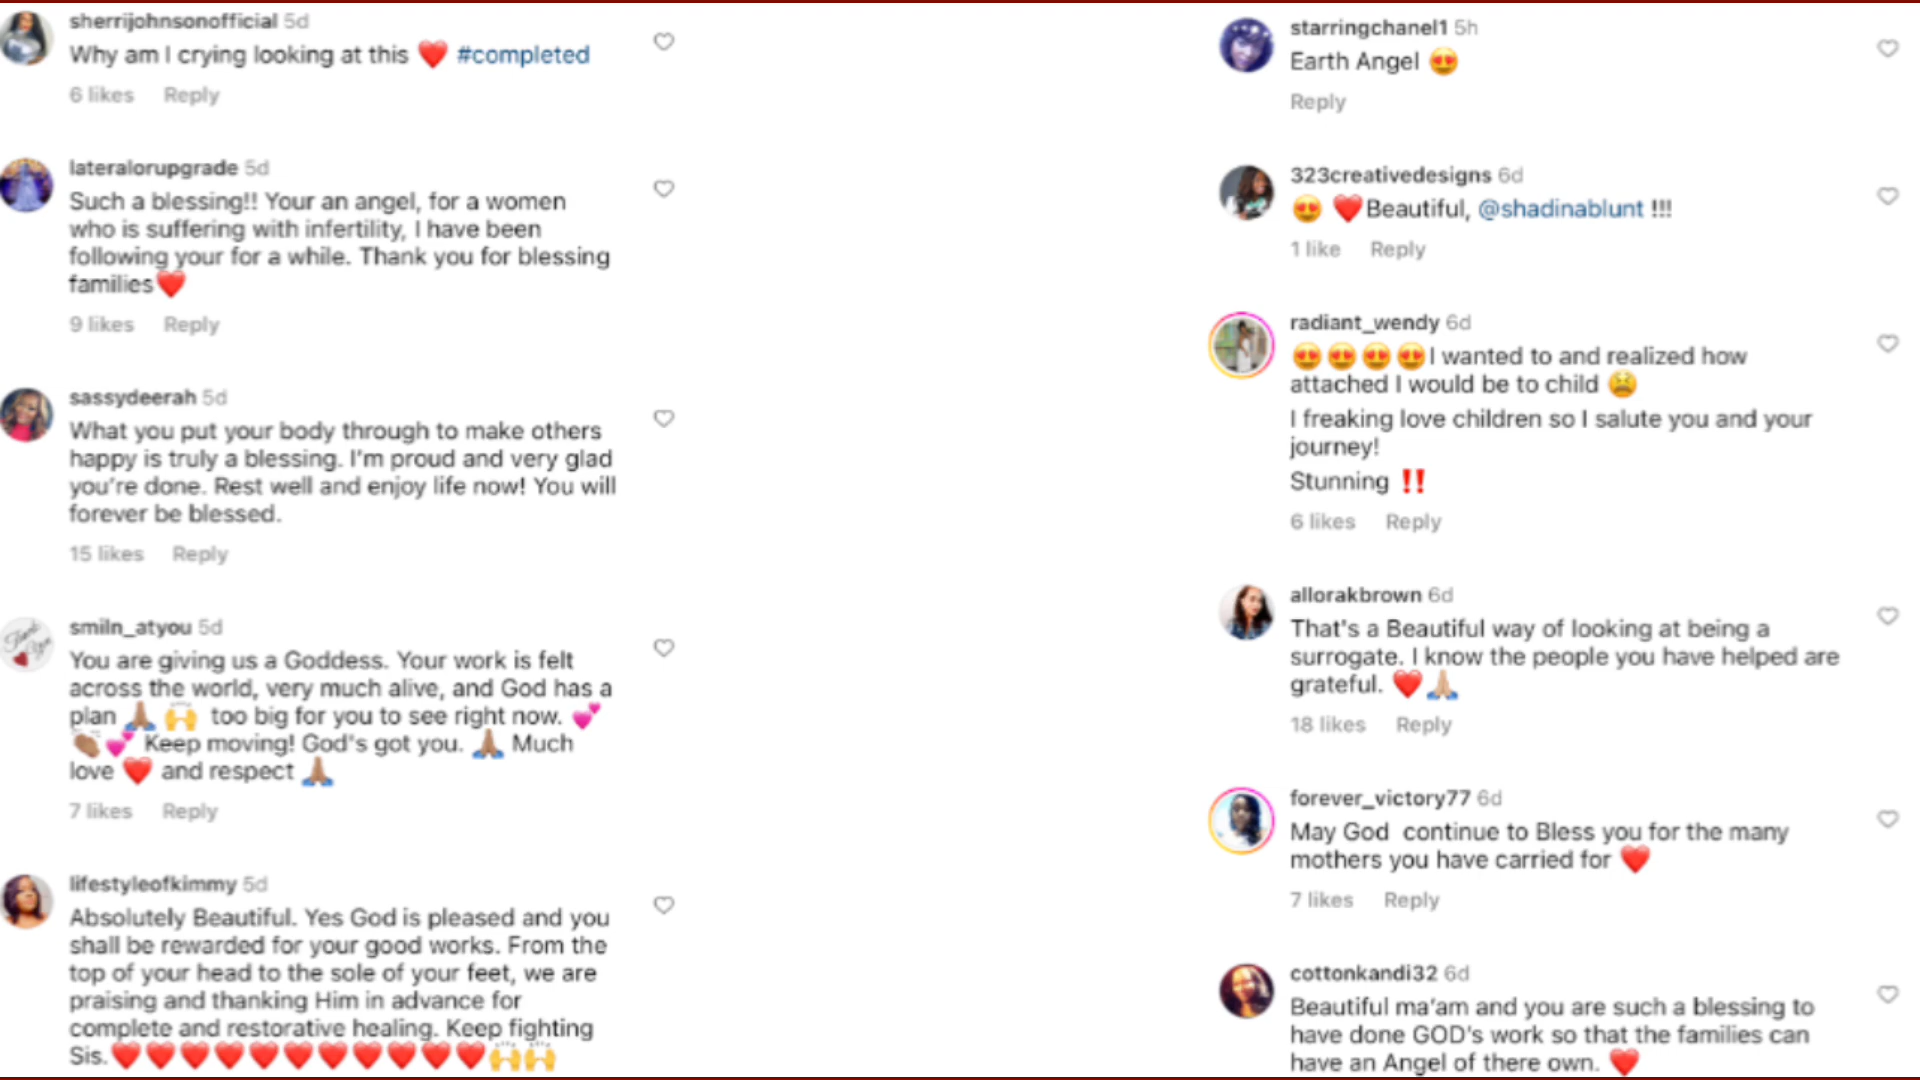 sherrijohnsonofficial 5d
Why am I crying looking at this ❤️ #completed
6 likes Reply
lateralorupgrade 5d
Such a blessing!! Your an angel, for a women
who is suffering with infertility, I have been
following your for a while. Thank you for blessing
families❤️
9 likes Reply
sassydeerah 5d
What you put your body through to make others
happy is truly a blessing. I'm proud and very glad
you're done. Rest well and enjoy life now! You will
forever be blessed.
15 likes Reply
smiln_atyou 5d
You are giving us a Goddess. Your work is felt
across the world, very much alive, and God has a
plan 🙏🏽 🙌 too big for you to see right now. 💕
👏🏽💕 Keep moving! God's got you. 🙏🏽 Much
love ❤️ and respect 🙏🏽
7 likes Reply
lifestyleofkimmy 5d
Absolutely Beautiful. Yes God is pleased and you
shall be rewarded for your good works. From the
top of your head to the sole of your feet, we are
praising and thanking Him in advance for
complete and restorative healing. Keep fighting
Sis.❤️❤️❤️❤️❤️❤️❤️❤️❤️❤️❤️🙌🙌
starringchanel1 5h
Earth Angel 😍
Reply
323creativedesigns 6d
😍 ❤️Beautiful, @shadinablunt !!!
1 like Reply
radiant_wendy 6d
😍😍😍😍I wanted to and realized how
attached I would be to child 😫
I freaking love children so I salute you and your
journey!
Stunning ‼️
6 likes Reply
allorakbrown 6d
That's a Beautiful way of looking at being a
surrogate. I know the people you have helped are
grateful. ❤️🙏🏼
18 likes Reply
forever_victory77 6d
May God continue to Bless you for the many
mothers you have carried for ❤️
7 likes Reply
cottonkandi32 6d
Beautiful ma'am and you are such a blessing to
have done GOD's work so that the families can
have an Angel of there own. ❤️